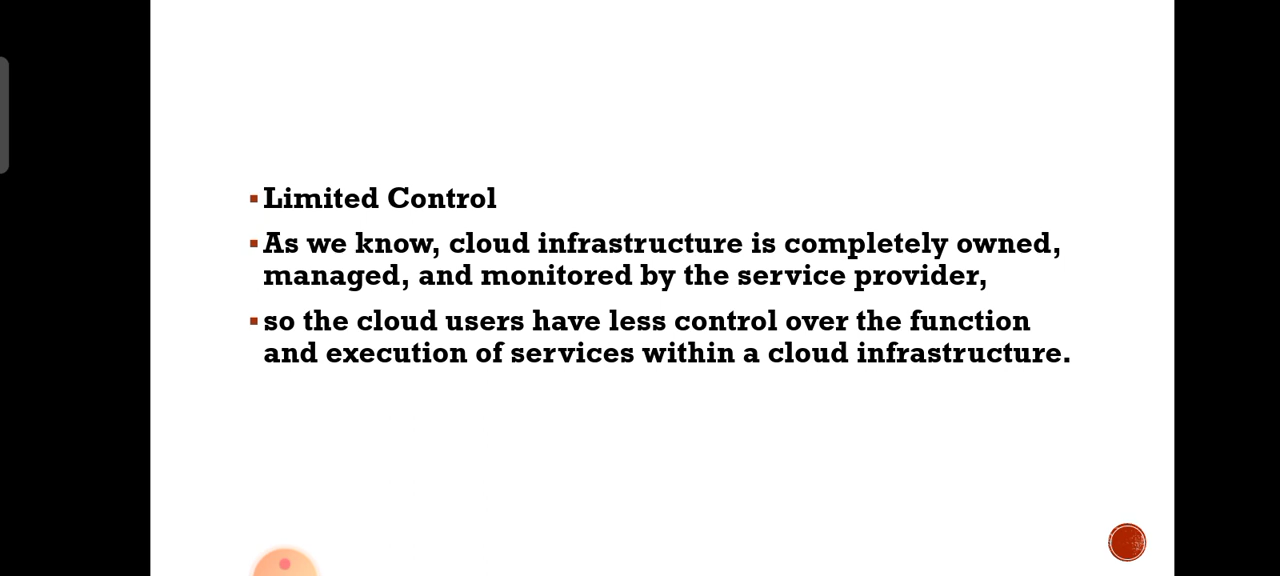 Limited Control
As we know, cloud infrastructure is completely owned,
managed, and monitored by the service provider,
so the cloud users have less control over the function
and execution of services within a cloud infrastructure.